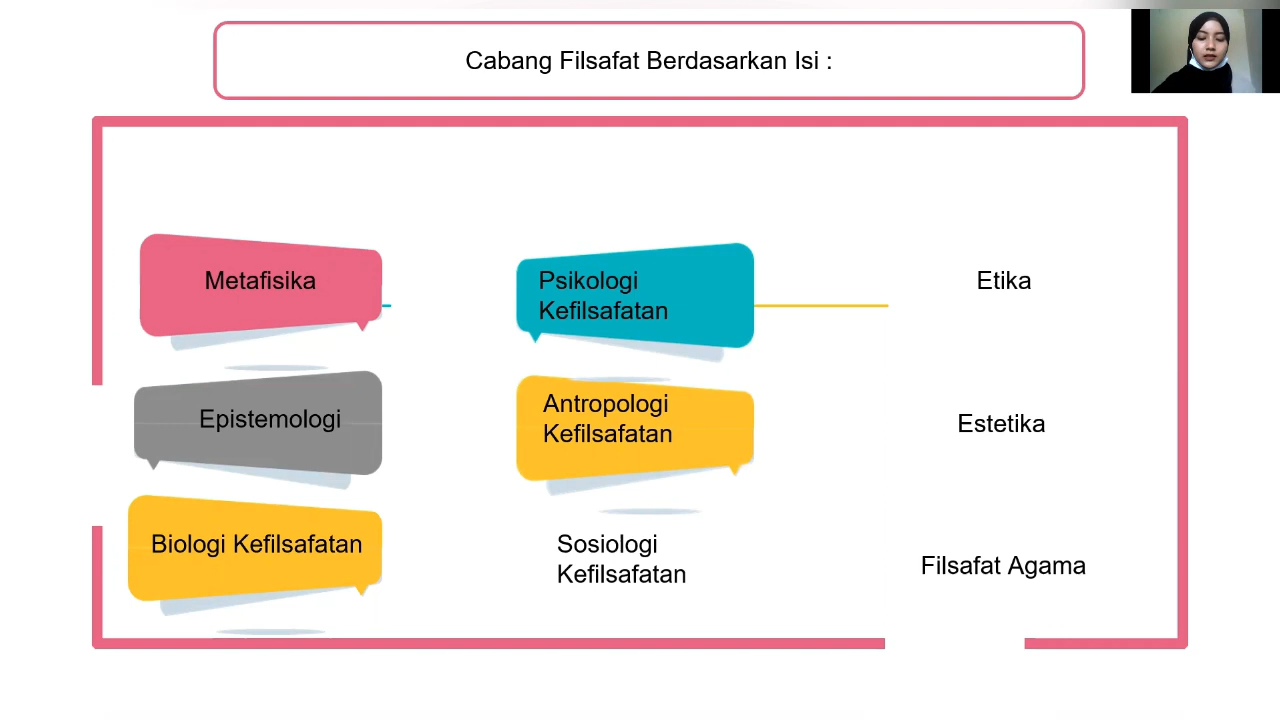 Cabang Filsafat Berdasarkan Isi :
Metafisika
Epistemologi
Biologi Kefilsafatan
Psikologi
Kefilsafatan
Antropologi
Kefilsafatan
Sosiologi
Kefilsafatan
Etika
Estetika
Filsafat Agama